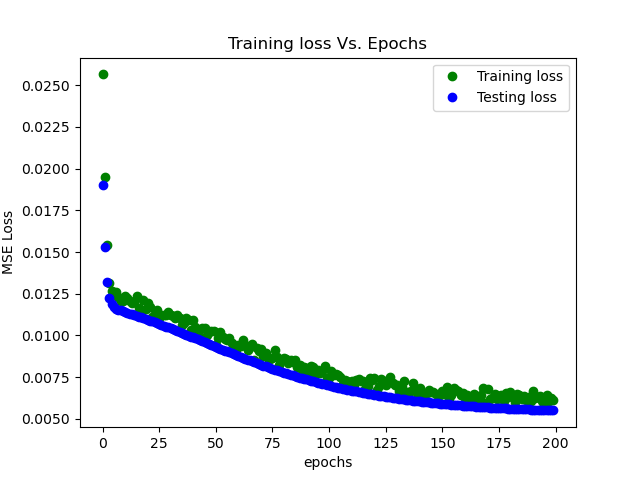 Training loss Vs. Epochs
Training loss
Testing loss
MSE Loss
0.0250
0.0225
0.0200
0.0175
0.0150
0.0125
0.0100
0.0075
0.0050
0 25 50 75 100 125 150 175 200
epochs